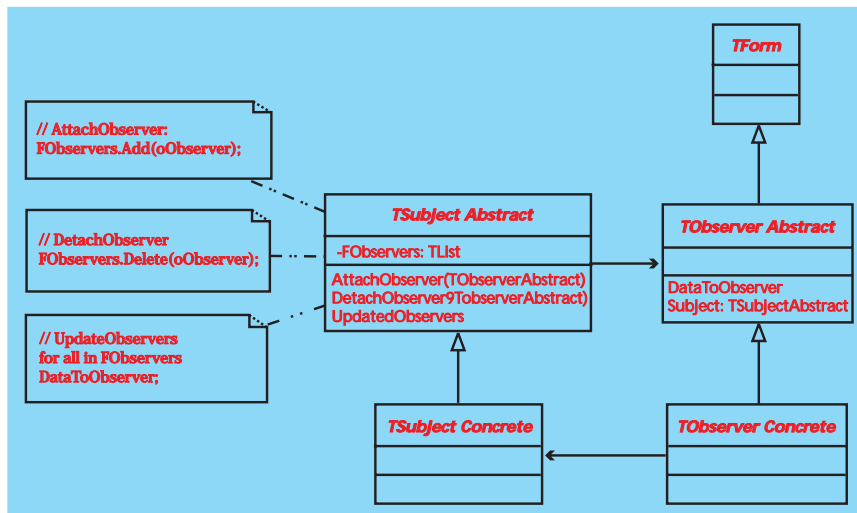 TForm
// AttachObserver:
FObservers.Add(oObserver);
// DetachObserver
FObservers.Delete(oObserver);
// UpdateObservers
for all in FObservers
DataToObserver;
TSubject Abstract
-FObservers: TList
AttachObserver(TObserverAbstract)
DetachObserver9TobserverAbstract)
UpdatedObservers
TObserver Abstract
DataToObserver
Subject: TSubjectAbstract
TSubject Concrete
TObserver Concrete